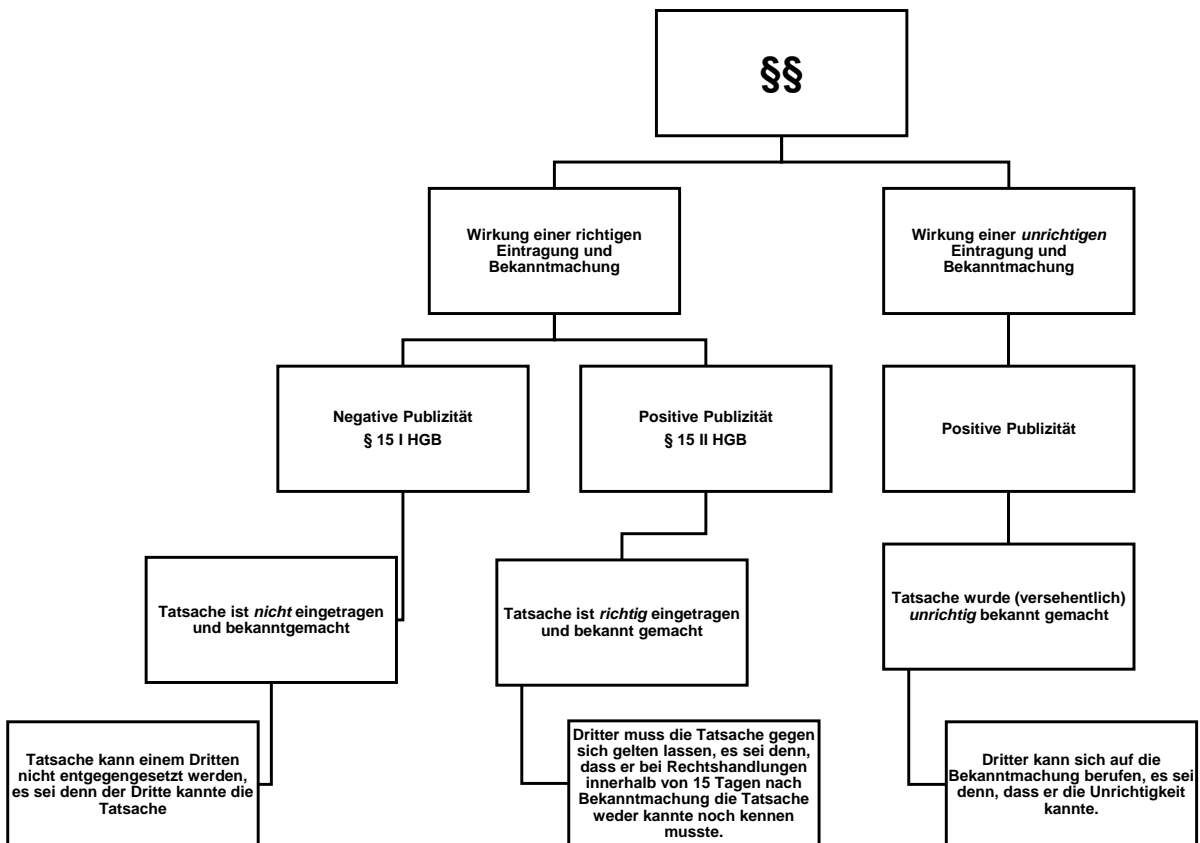 §§
Wirkung einer richtigen
Eintragung und
Bekanntmachung
Wirkung einer unrichtigen
Eintragung und
Bekanntmachung
Negative Publizität
§ 15 I HGB
Positive Publizität
§ 15 II HGB
Positive Publizität
Tatsache ist nicht eingetragen
und bekanntgemacht
Tatsache ist richtig eingetragen
und bekannt gemacht
Tatsache wurde (versehentlich)
unrichtig bekannt gemacht
Tatsache kann einem Dritten
nicht entgegengesetzt werden,
es sei denn der Dritte kannte die
Tatsache
Dritter muss die Tatsache gegen
sich gelten lassen, es sei denn,
dass er bei Rechtshandlungen
innerhalb von 15 Tagen nach
Bekanntmachung die Tatsache
weder kannte noch kennen
musste.
Dritter kann sich auf die
Bekanntmachung berufen, es sei
denn, dass er die Unrichtigkeit
kannte.